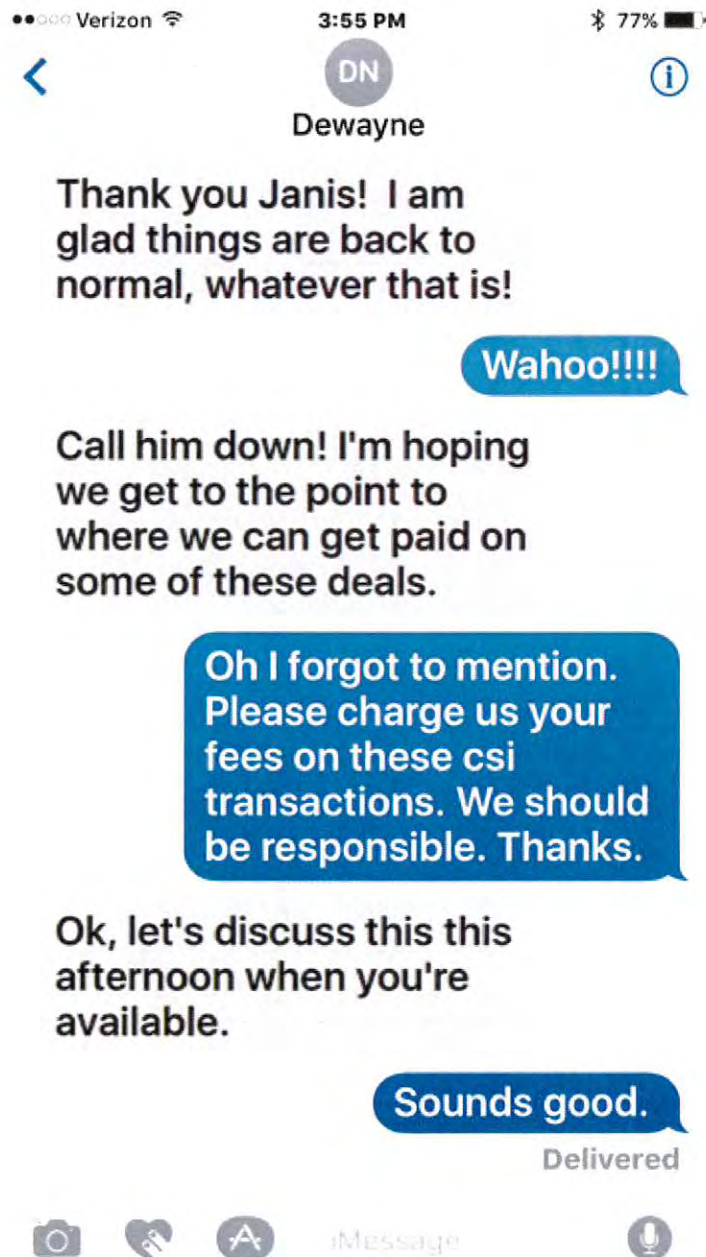 Verizon 3:55 PM 77%
DN
Dewayne
Thank you Janis! I am
glad things are back to
normal, whatever that is!
Wahoo!!!!
Call him down! I'm hoping
we get to the point to
where we can get paid on
some of these deals.
Oh I forgot to mention.
Please charge us your
fees on these csi
transactions. We should
be responsible. Thanks.
Ok, let's discuss this this
afternoon when you're
available.
Sounds good.
Delivered
iMessage